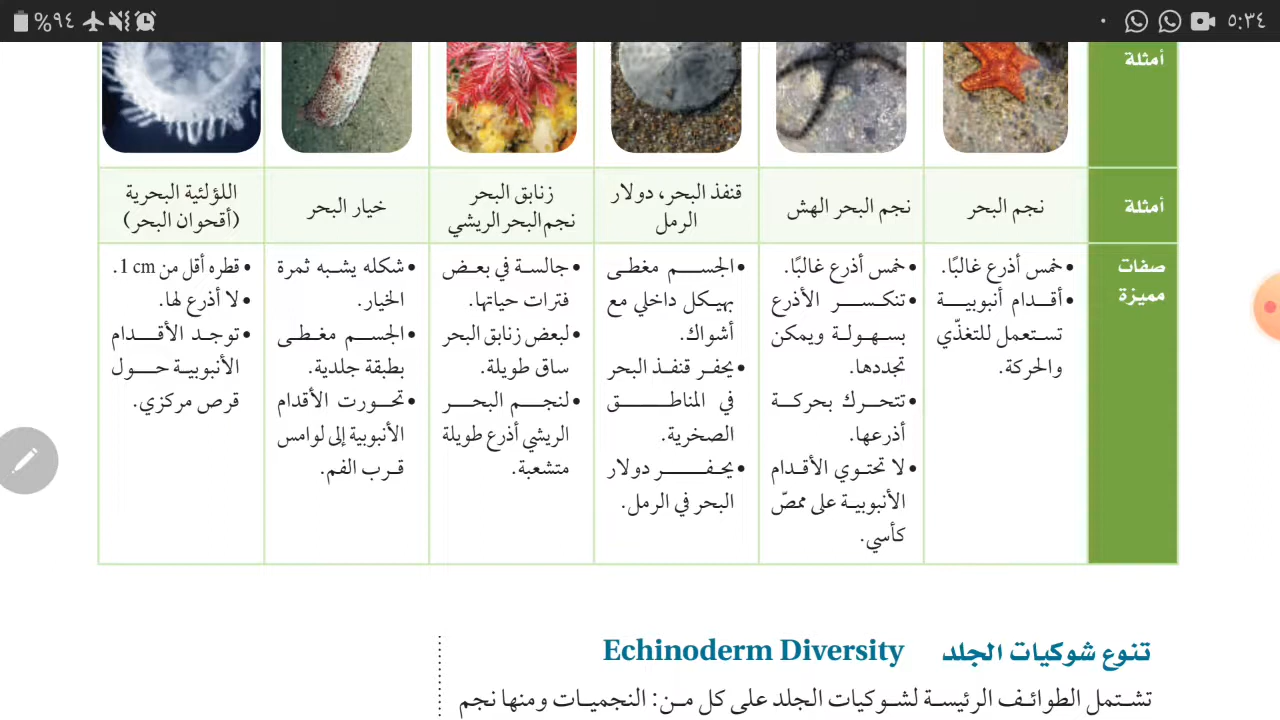 ٥:٣٤
%٩٤
أمثلة
أمثلة
نجم البحر
نجم البحر الهش
قنفذ البحر، دولار
الرمل
زنابق البحر
نجم البحر الريشي
خيار البحر
اللؤلئية البحرية
(أقحوان البحر)
صفات
مميزة
• خمس أذرع غالبًا.
• أقدام أنبوبية
تستعمل للتغذّي
والحركة.
• خمس أذرع غالبًا.
• تنكسر الأذرع
بسهولة ويمكن
تجددها.
• تتحرك بحركة
أذرعها.
• لا تحتوي الأقدام
الأنبوبية على ممصّ
كأسي.
• الجسم مغطى
بهيكل داخلي مع
أشواك.
• يحفر قنفذ البحر
في المناطق
الصخرية.
• يحفر دولار
البحر في الرمل.
• جالسة في بعض
فترات حياتها.
• لبعض زنابق البحر
ساق طويلة.
• لنجم البحر
الريشي أذرع طويلة
متشعبة.
• شكله يشبه ثمرة
الخيار.
• الجسم مغطى
بطبقة جلدية.
• تحورت الأقدام
الأنبوبية إلى لوامس
قرب الفم.
• قطره أقل من 1 cm.
• لا أذرع لها.
• توجد الأقدام
الأنبوبية حول
قرص مركزي.
تنوع شوكيات الجلد Echinoderm Diversity
تشتمل الطوائف الرئيسة لشوكيات الجلد على كل من: النجميات ومنها نجم